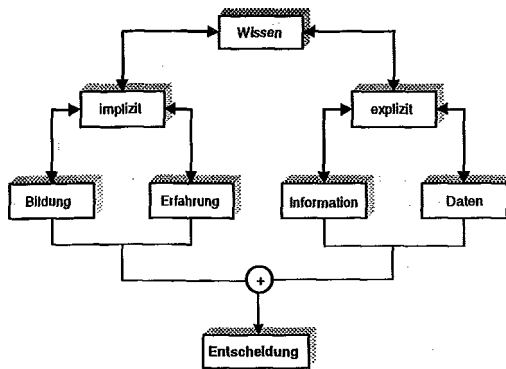 Wissen
implizit
explizit
Bildung
Erfahrung
Information
Daten
+
Entscheidung